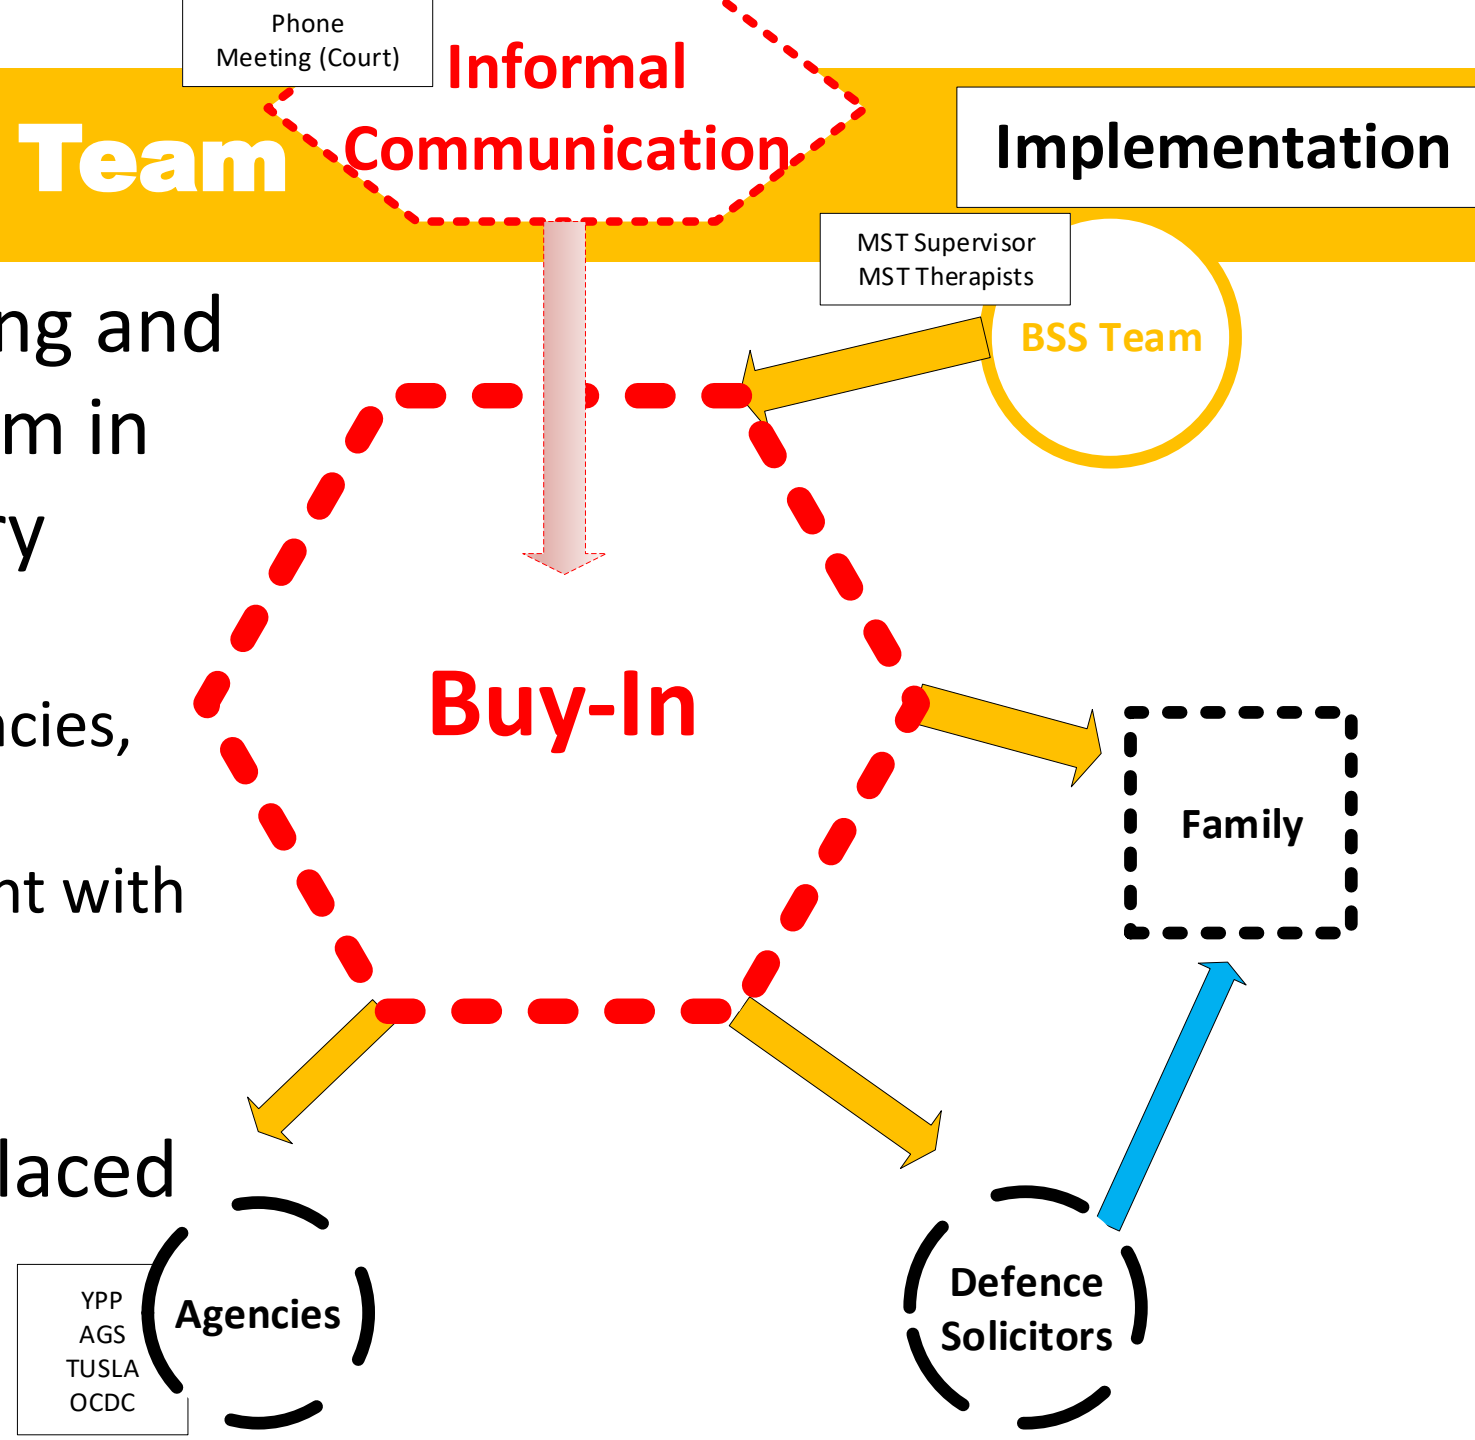 Phone
Meeting (Court)
Informal
Communication
Team
Implementation
MST Supervisor
MST Therapists
BSS Team
ng and
m in
ry
Buy-In
ncies,
Family
nt with
laced
YPP
AGS
TUSLA
OCDC
Agencies
Defence
Solicitors